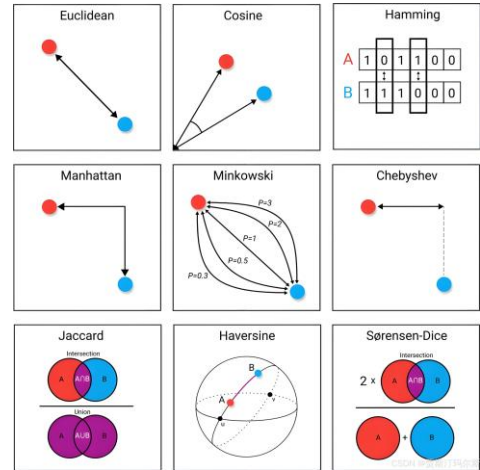 Euclidean
Cosine
Hamming
A 1 0 1 1 0 0
B 1 1 1 0 0 0
Manhattan
Minkowski
P=3
P=2
P=1
P=0.5
P=0.3
Chebyshev
Jaccard
Intersection
A A∩B B
Union
A A∪B B
Haversine
B
A
u
v
Sørensen-Dice
Intersection
2 x A A∩B B
A + B